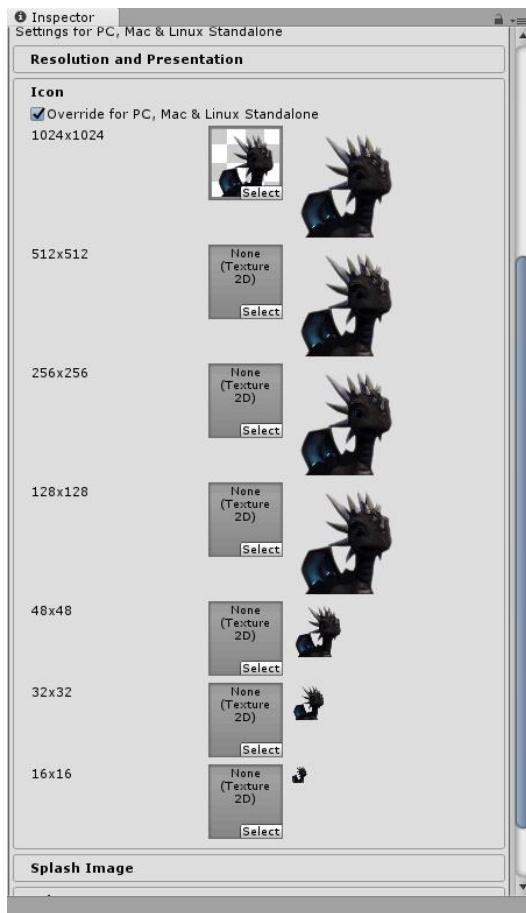 Inspector
Settings for PC, Mac & Linux Standalone
Resolution and Presentation
Icon
Override for PC, Mac & Linux Standalone
1024x1024
Select
512x512
None
(Texture
2D)
Select
256x256
None
(Texture
2D)
Select
128x128
None
(Texture
2D)
Select
48x48
None
(Texture
2D)
Select
32x32
None
(Texture
2D)
Select
16x16
None
(Texture
2D)
Select
Splash Image